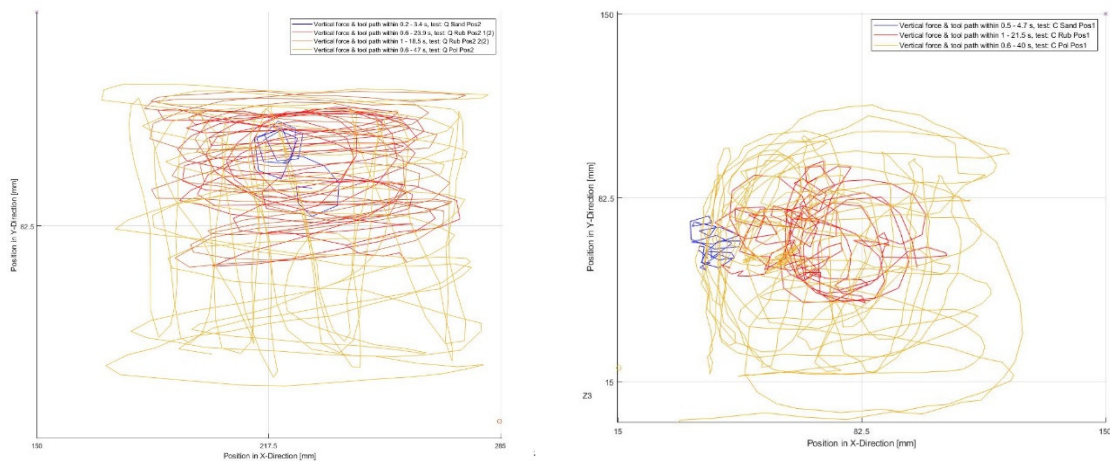 Vertical force & tool path within 0.2 - 3.4 s, test: Q Sand Pos2
Vertical force & tool path within 0.6 - 23.9 s, test: Q Rub Pos2 1(2)
Vertical force & tool path within 1 - 18.5 s, test: Q Rub Pos2 2(2)
Vertical force & tool path within 0.6 - 47 s, test: Q Pol Pos2
Position in Y-Direction [mm]
82.5
150
217.5
285
Position in X-Direction [mm]
150
Vertical force & tool path within 0.5 - 4.7 s, test: C Sand Pos1
Vertical force & tool path within 1 - 21.5 s, test: C Rub Pos1
Vertical force & tool path within 0.6 - 40 s, test: C Pol Pos1
82.5
Position in Y-Direction [mm]
15
Z3
15
82.5
150
Position in X-Direction [mm]